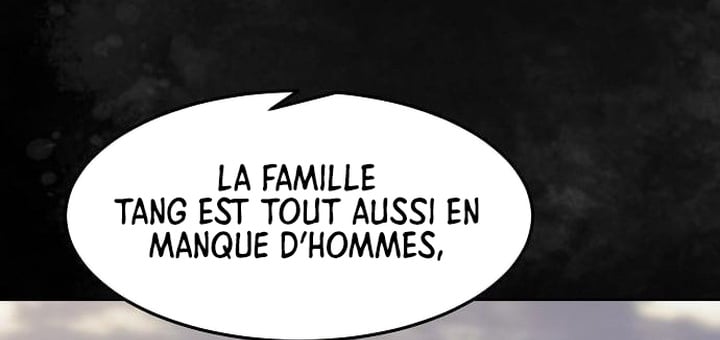 LA FAMILLE
TANG EST TOUT AUSSI EN
MANQUE D'HOMMES,